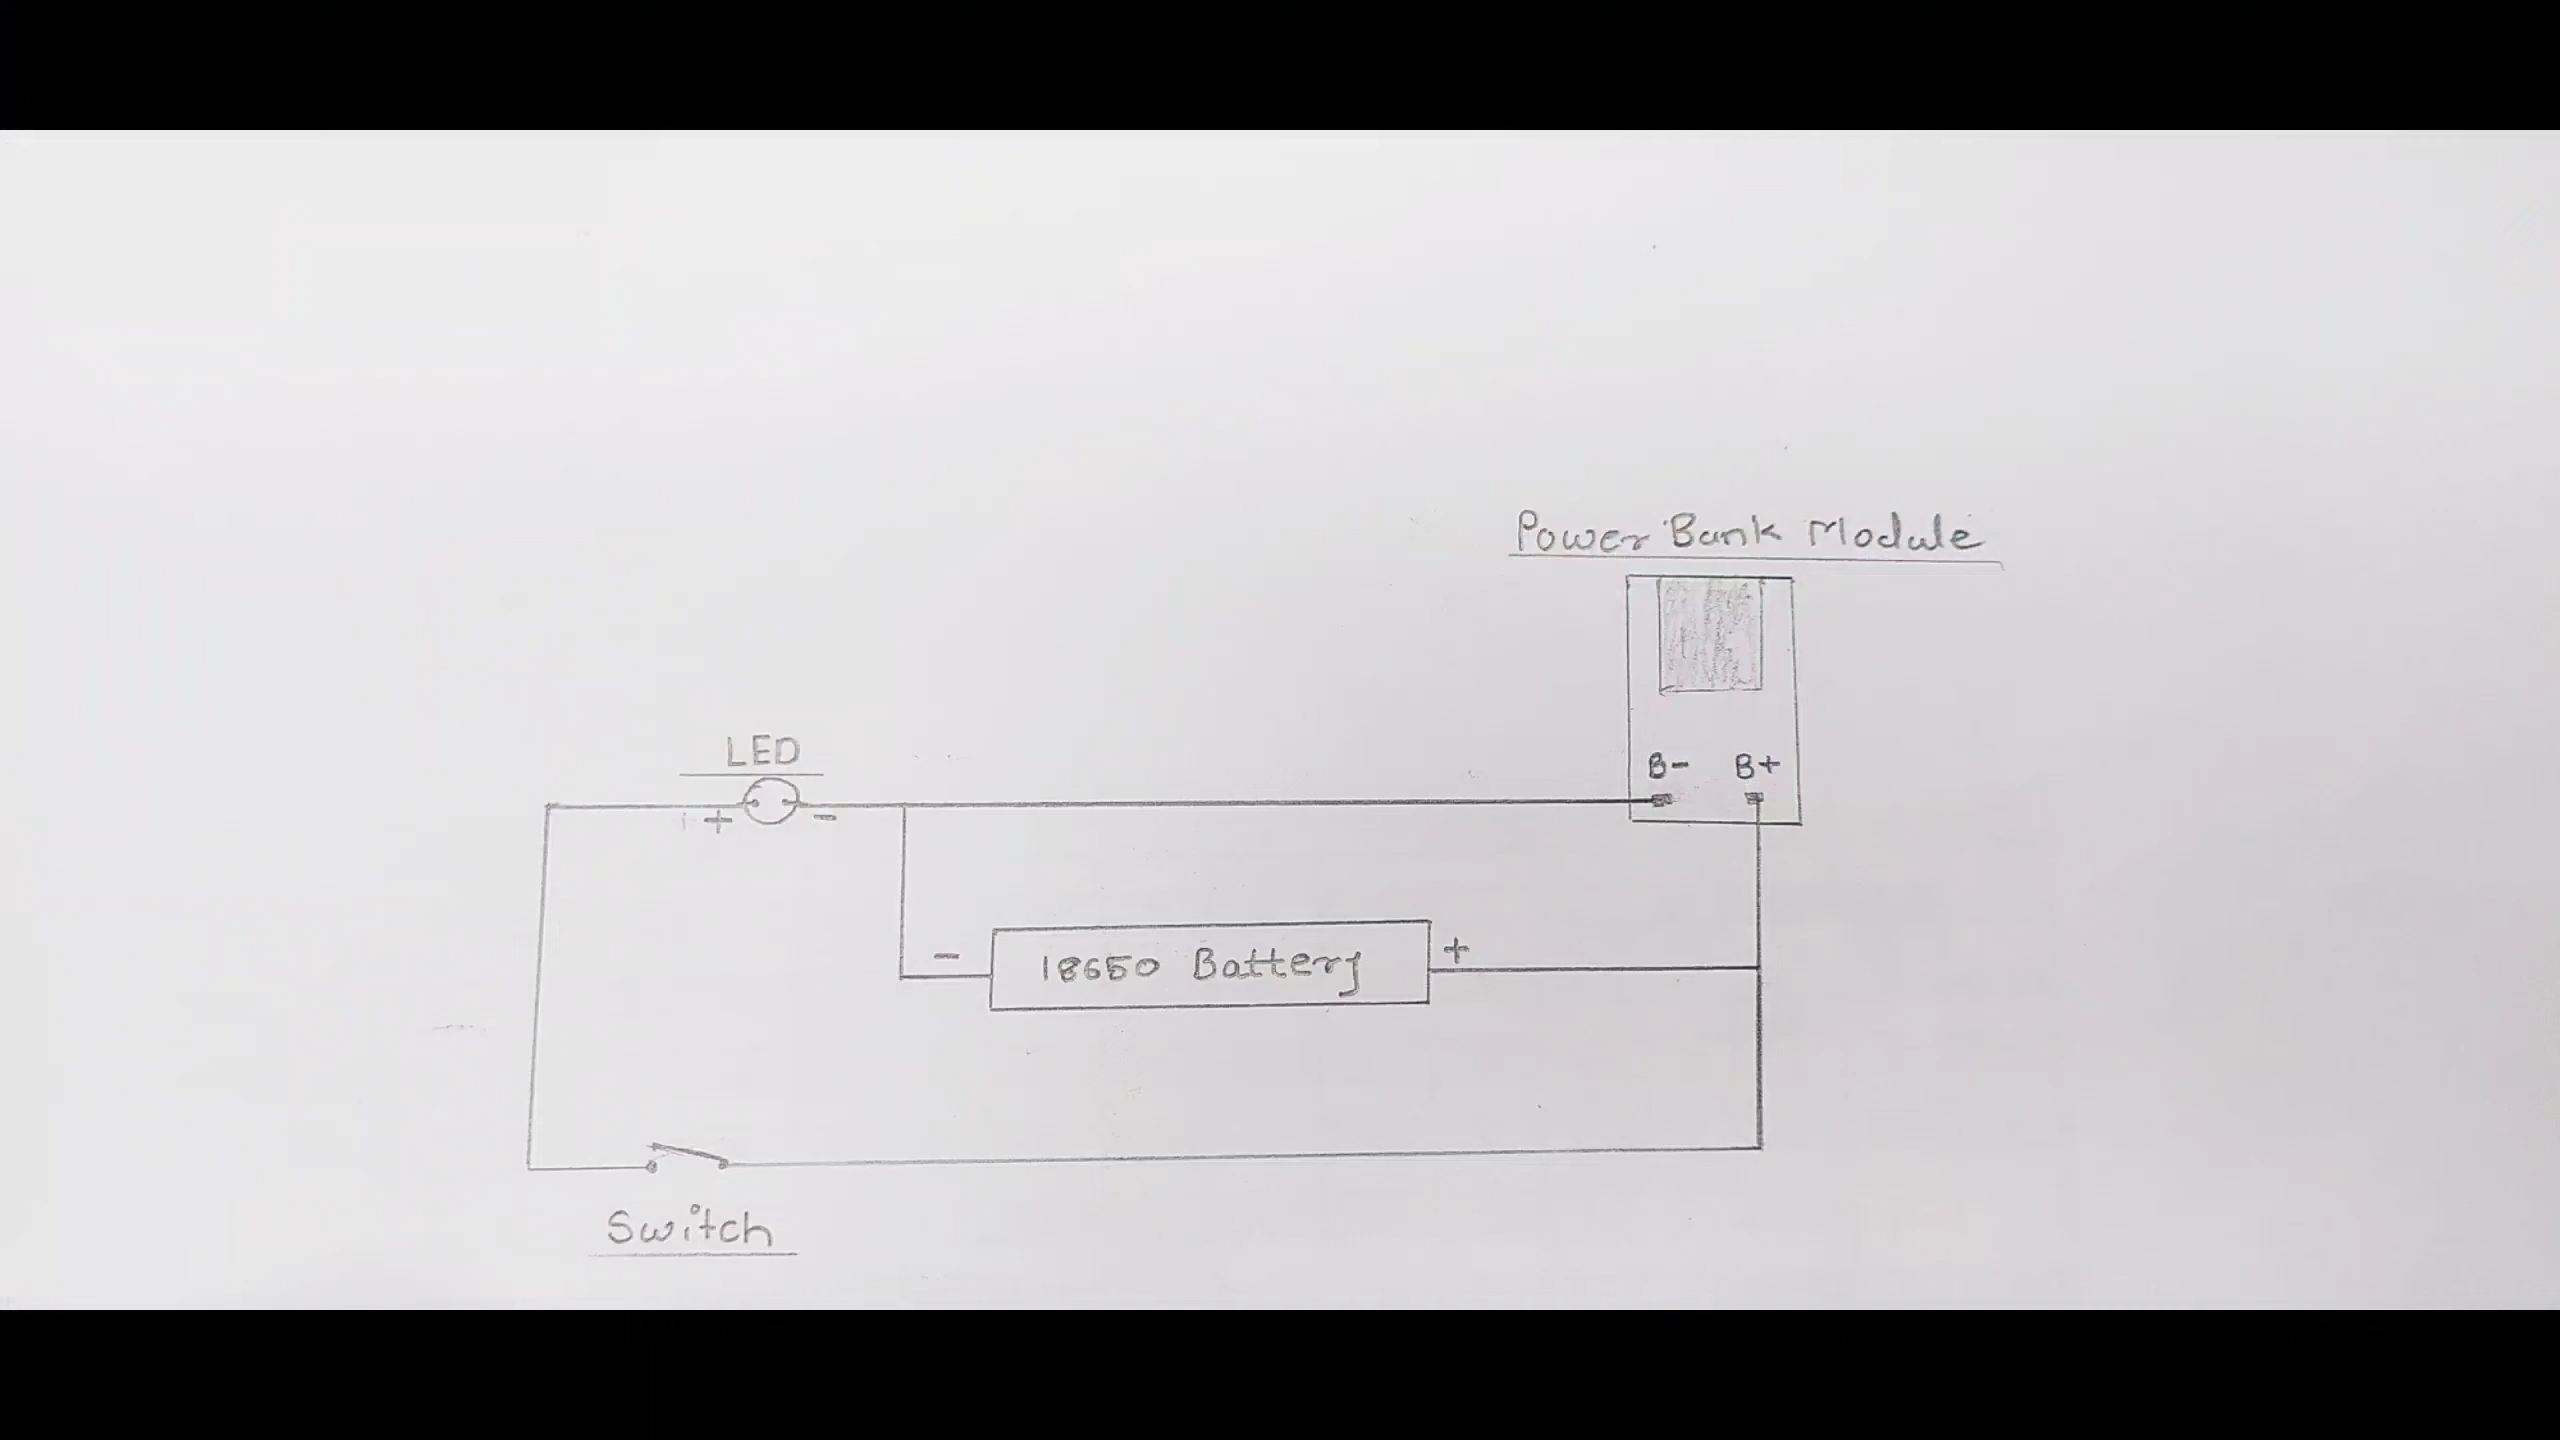 Power Bank Module
B- B+
LED
+ -
- 18650 Battery +
Switch